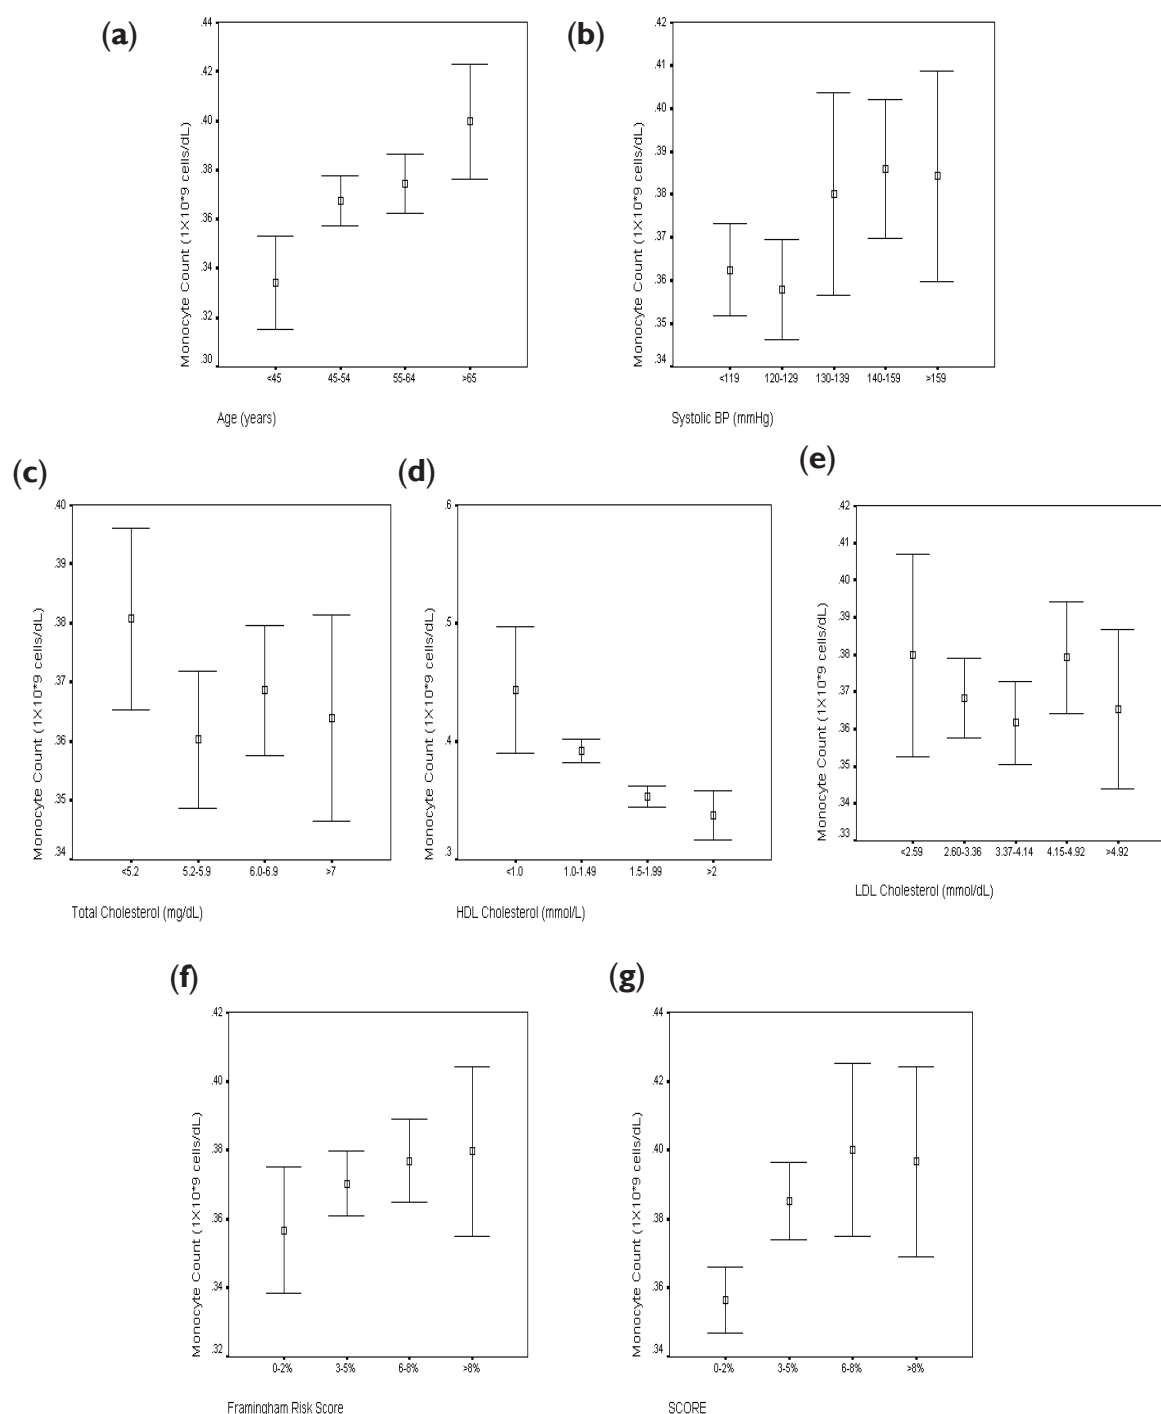 (a)
Monocyte Count (1X10*9 cells/dL)
.44
.42
.40
.38
.36
.34
.32
.30
<45 45-54 55-64 >65
Age (years)
(b)
Monocyte Count (1X10*9 cells/dL)
.42
.41
.40
.39
.38
.37
.36
.35
.34
<119 120-129 130-139 140-159 >159
Systolic BP (mmHg)
(c)
Monocyte Count (1X10*9 cells/dL)
.40
.39
.38
.37
.36
.35
.34
<5.2 5.2-5.9 6.0-6.9 >7
Total Cholesterol (mg/dL)
(d)
Monocyte Count (1X10*9 cells/dL)
.6
.5
.4
.3
<1.0 1.0-1.49 1.5-1.99 >2
HDL Cholesterol (mmol/L)
(e)
Monocyte Count (1X10*9 cells/dL)
.42
.41
.40
.39
.38
.37
.36
.35
.34
.33
<2.59 2.60-3.36 3.37-4.14 4.15-4.92 >4.92
LDL Cholesterol (mmol/dL)
(f)
Monocyte Count (1X10*9 cells/dL)
.42
.40
.38
.36
.34
.32
0-2% 3-5% 6-8% >8%
Framingham Risk Score
(g)
Monocyte Count (1X10*9 cells/dL)
.44
.42
.40
.38
.36
.34
0-2% 3-5% 6-8% >8%
SCORE